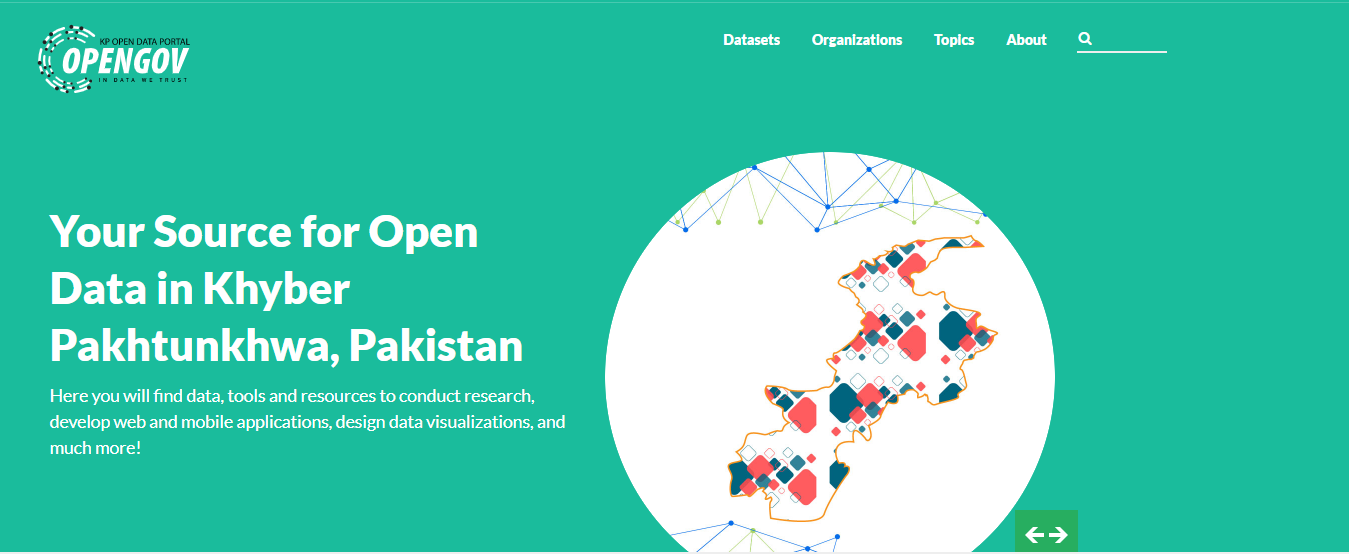 KP OPEN DATA PORTAL
OPENGOV
IN DATA WE TRUST
Datasets Organizations Topics About
Your Source for Open
Data in Khyber
Pakhtunkhwa, Pakistan
Here you will find data, tools and resources to conduct research,
develop web and mobile applications, design data visualizations, and
much more!